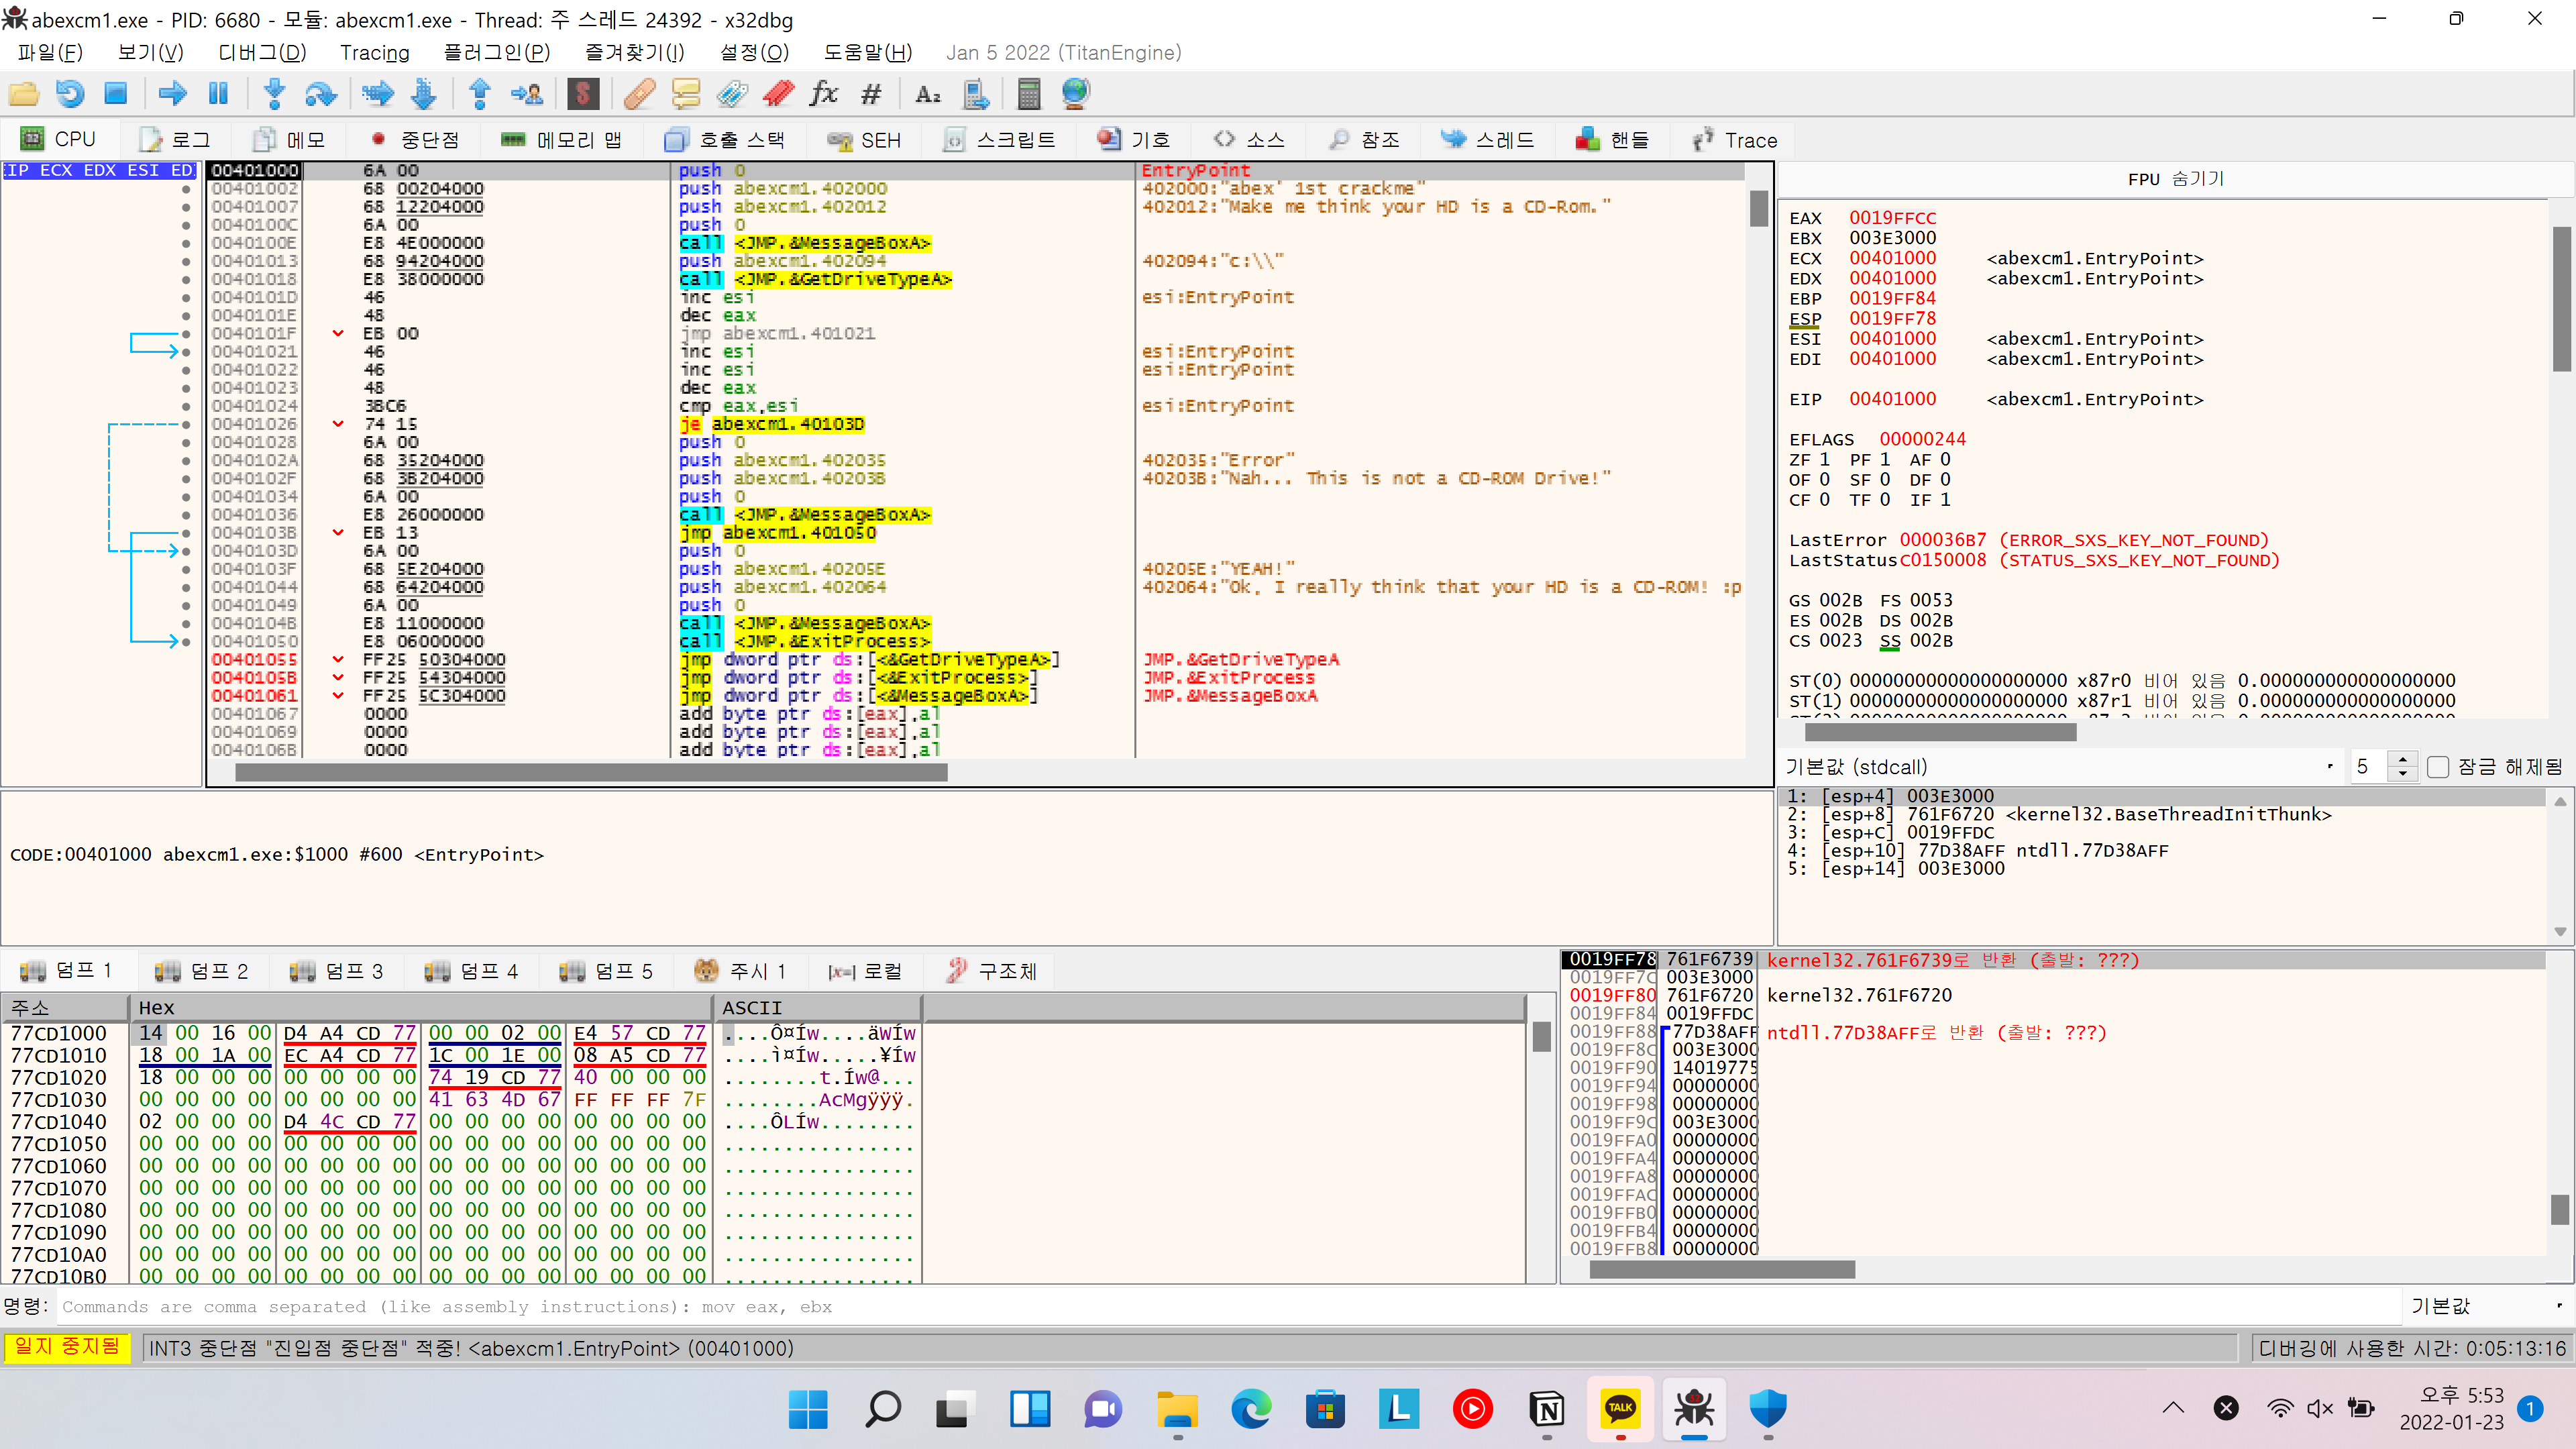 abexcm1.exe - PID: 6680 - 모듈: abexcm1.exe - Thread: 주 스레드 24392 - x32dbg
파일(F) 보기(V) 디버그(D) Tracing 플러그인(P) 즐겨찾기(I) 설정(O) 도움말(H) Jan 5 2022 (TitanEngine)
CPU 로그 메모 중단점 메모리 맵 호출 스택 SEH 스크립트 기호 소스 참조 스레드 핸들 Trace
00401000 6A 00 push 0 EntryPoint
00401002 68 00204000 push abexcm1.402000 402000:"abex' 1st crackme"
00401007 68 12204000 push abexcm1.402012 402012:"Make me think your HD is a CD-Rom."
0040100C 6A 00 push 0
0040100E E8 4E000000 call <JMP.&MessageBoxA>
00401013 68 94204000 push abexcm1.402094 402094:"c:\\"
00401018 E8 38000000 call <JMP.&GetDriveTypeA>
0040101D 46 inc esi esi:EntryPoint
0040101E 48 dec eax
0040101F EB 00 jmp abexcm1.401021
00401021 46 inc esi esi:EntryPoint
00401022 46 inc esi esi:EntryPoint
00401023 48 dec eax
00401024 3BC6 cmp eax,esi esi:EntryPoint
00401026 74 15 je abexcm1.40103D
00401028 6A 00 push 0
0040102A 68 35204000 push abexcm1.402035 402035:"Error"
0040102F 68 3B204000 push abexcm1.40203B 40203B:"Nah... This is not a CD-ROM Drive!"
00401034 6A 00 push 0
00401036 E8 26000000 call <JMP.&MessageBoxA>
0040103B EB 13 jmp abexcm1.401050
0040103D 6A 00 push 0
0040103F 68 5E204000 push abexcm1.40205E 40205E:"YEAH!"
00401044 68 64204000 push abexcm1.402064 402064:"Ok, I really think that your HD is a CD-ROM! :p
00401049 6A 00 push 0
0040104B E8 11000000 call <JMP.&MessageBoxA>
00401050 E8 06000000 call <JMP.&ExitProcess>
00401055 FF25 50304000 jmp dword ptr ds:[<&GetDriveTypeA>] JMP.&GetDriveTypeA
0040105B FF25 54304000 jmp dword ptr ds:[<&ExitProcess>] JMP.&ExitProcess
00401061 FF25 5C304000 jmp dword ptr ds:[<&MessageBoxA>] JMP.&MessageBoxA
00401067 0000 add byte ptr ds:[eax],al
00401069 0000 add byte ptr ds:[eax],al
0040106B 0000 add byte ptr ds:[eax],al
ECX EDX ESI
FPU 숨기기
EAX 0019FFCC
EBX 003E3000
ECX 00401000 <abexcm1.EntryPoint>
EDX 00401000 <abexcm1.EntryPoint>
EBP 0019FF84
ESP 0019FF78
ESI 00401000 <abexcm1.EntryPoint>
EDI 00401000 <abexcm1.EntryPoint>
EIP 00401000 <abexcm1.EntryPoint>
EFLAGS 00000244
ZF 1 PF 1 AF 0
OF 0 SF 0 DF 0
CF 0 TF 0 IF 1
LastError 000036B7 (ERROR_SXS_KEY_NOT_FOUND)
LastStatus C0150008 (STATUS_SXS_KEY_NOT_FOUND)
GS 002B FS 0053
ES 002B DS 002B
CS 0023 SS 002B
ST(0) 00000000000000000000 x87r0 비어 있음 0.000000000000000000
ST(1) 00000000000000000000 x87r1 비어 있음 0.000000000000000000
기본값 (stdcall) 5 잠금 해제됨
1: [esp+4] 003E3000
2: [esp+8] 761F6720 <kernel32.BaseThreadInitThunk>
3: [esp+C] 0019FFDC
4: [esp+10] 77D38AFF ntdll.77D38AFF
5: [esp+14] 003E3000
CODE:00401000 abexcm1.exe:$1000 #600 <EntryPoint>
덤프 1 덤프 2 덤프 3 덤프 4 덤프 5 주시 1 [x=] 로컬 구조체
주소 Hex ASCII
77CD1000 14 00 16 00 D4 A4 CD 77 00 00 02 00 E4 57 CD 77 ....Ô¤Íw....äWÍw
77CD1010 18 00 1A 00 EC A4 CD 77 1C 00 1E 00 08 A5 CD 77 ....ì¤Íw.....¥Íw
77CD1020 18 00 00 00 00 00 00 00 74 19 CD 77 40 00 00 00 ........t.Íw@...
77CD1030 00 00 00 00 00 00 00 00 41 63 4D 67 FF FF FF 7F ........AcMgÿÿÿ.
77CD1040 02 00 00 00 D4 4C CD 77 00 00 00 00 00 00 00 00 ....ÔLÍw........
77CD1050 00 00 00 00 00 00 00 00 00 00 00 00 00 00 00 00 ................
77CD1060 00 00 00 00 00 00 00 00 00 00 00 00 00 00 00 00 ................
77CD1070 00 00 00 00 00 00 00 00 00 00 00 00 00 00 00 00 ................
77CD1080 00 00 00 00 00 00 00 00 00 00 00 00 00 00 00 00 ................
77CD1090 00 00 00 00 00 00 00 00 00 00 00 00 00 00 00 00 ................
77CD10A0 00 00 00 00 00 00 00 00 00 00 00 00 00 00 00 00 ................
77CD10B0 00 00 00 00 00 00 00 00 00 00 00 00 00 00 00 00 ................
0019FF78 761F6739 kernel32.761F6739로 반환 (출발: ???)
0019FF7C 003E3000
0019FF80 761F6720 kernel32.761F6720
0019FF84 0019FFDC
0019FF88 77D38AFF ntdll.77D38AFF로 반환 (출발: ???)
0019FF8C 003E3000
0019FF90 14019775
0019FF94 00000000
0019FF98 00000000
0019FF9C 003E3000
0019FFA0 00000000
0019FFA4 00000000
0019FFA8 00000000
0019FFAC 00000000
0019FFB0 00000000
0019FFB4 00000000
0019FFB8 00000000
명령: Commands are comma separated (like assembly instructions): mov eax, ebx 기본값
일지 중지됨 INT3 중단점 "진입점 중단점" 적중! <abexcm1.EntryPoint> (00401000) 디버깅에 사용한 시간: 0:05:13:16
TALK
오후 5:53
2022-01-23
1